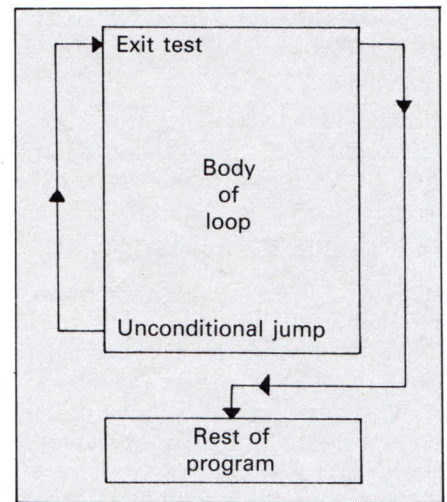 Exit test
Body
of
loop
Unconditional jump
Rest of
program